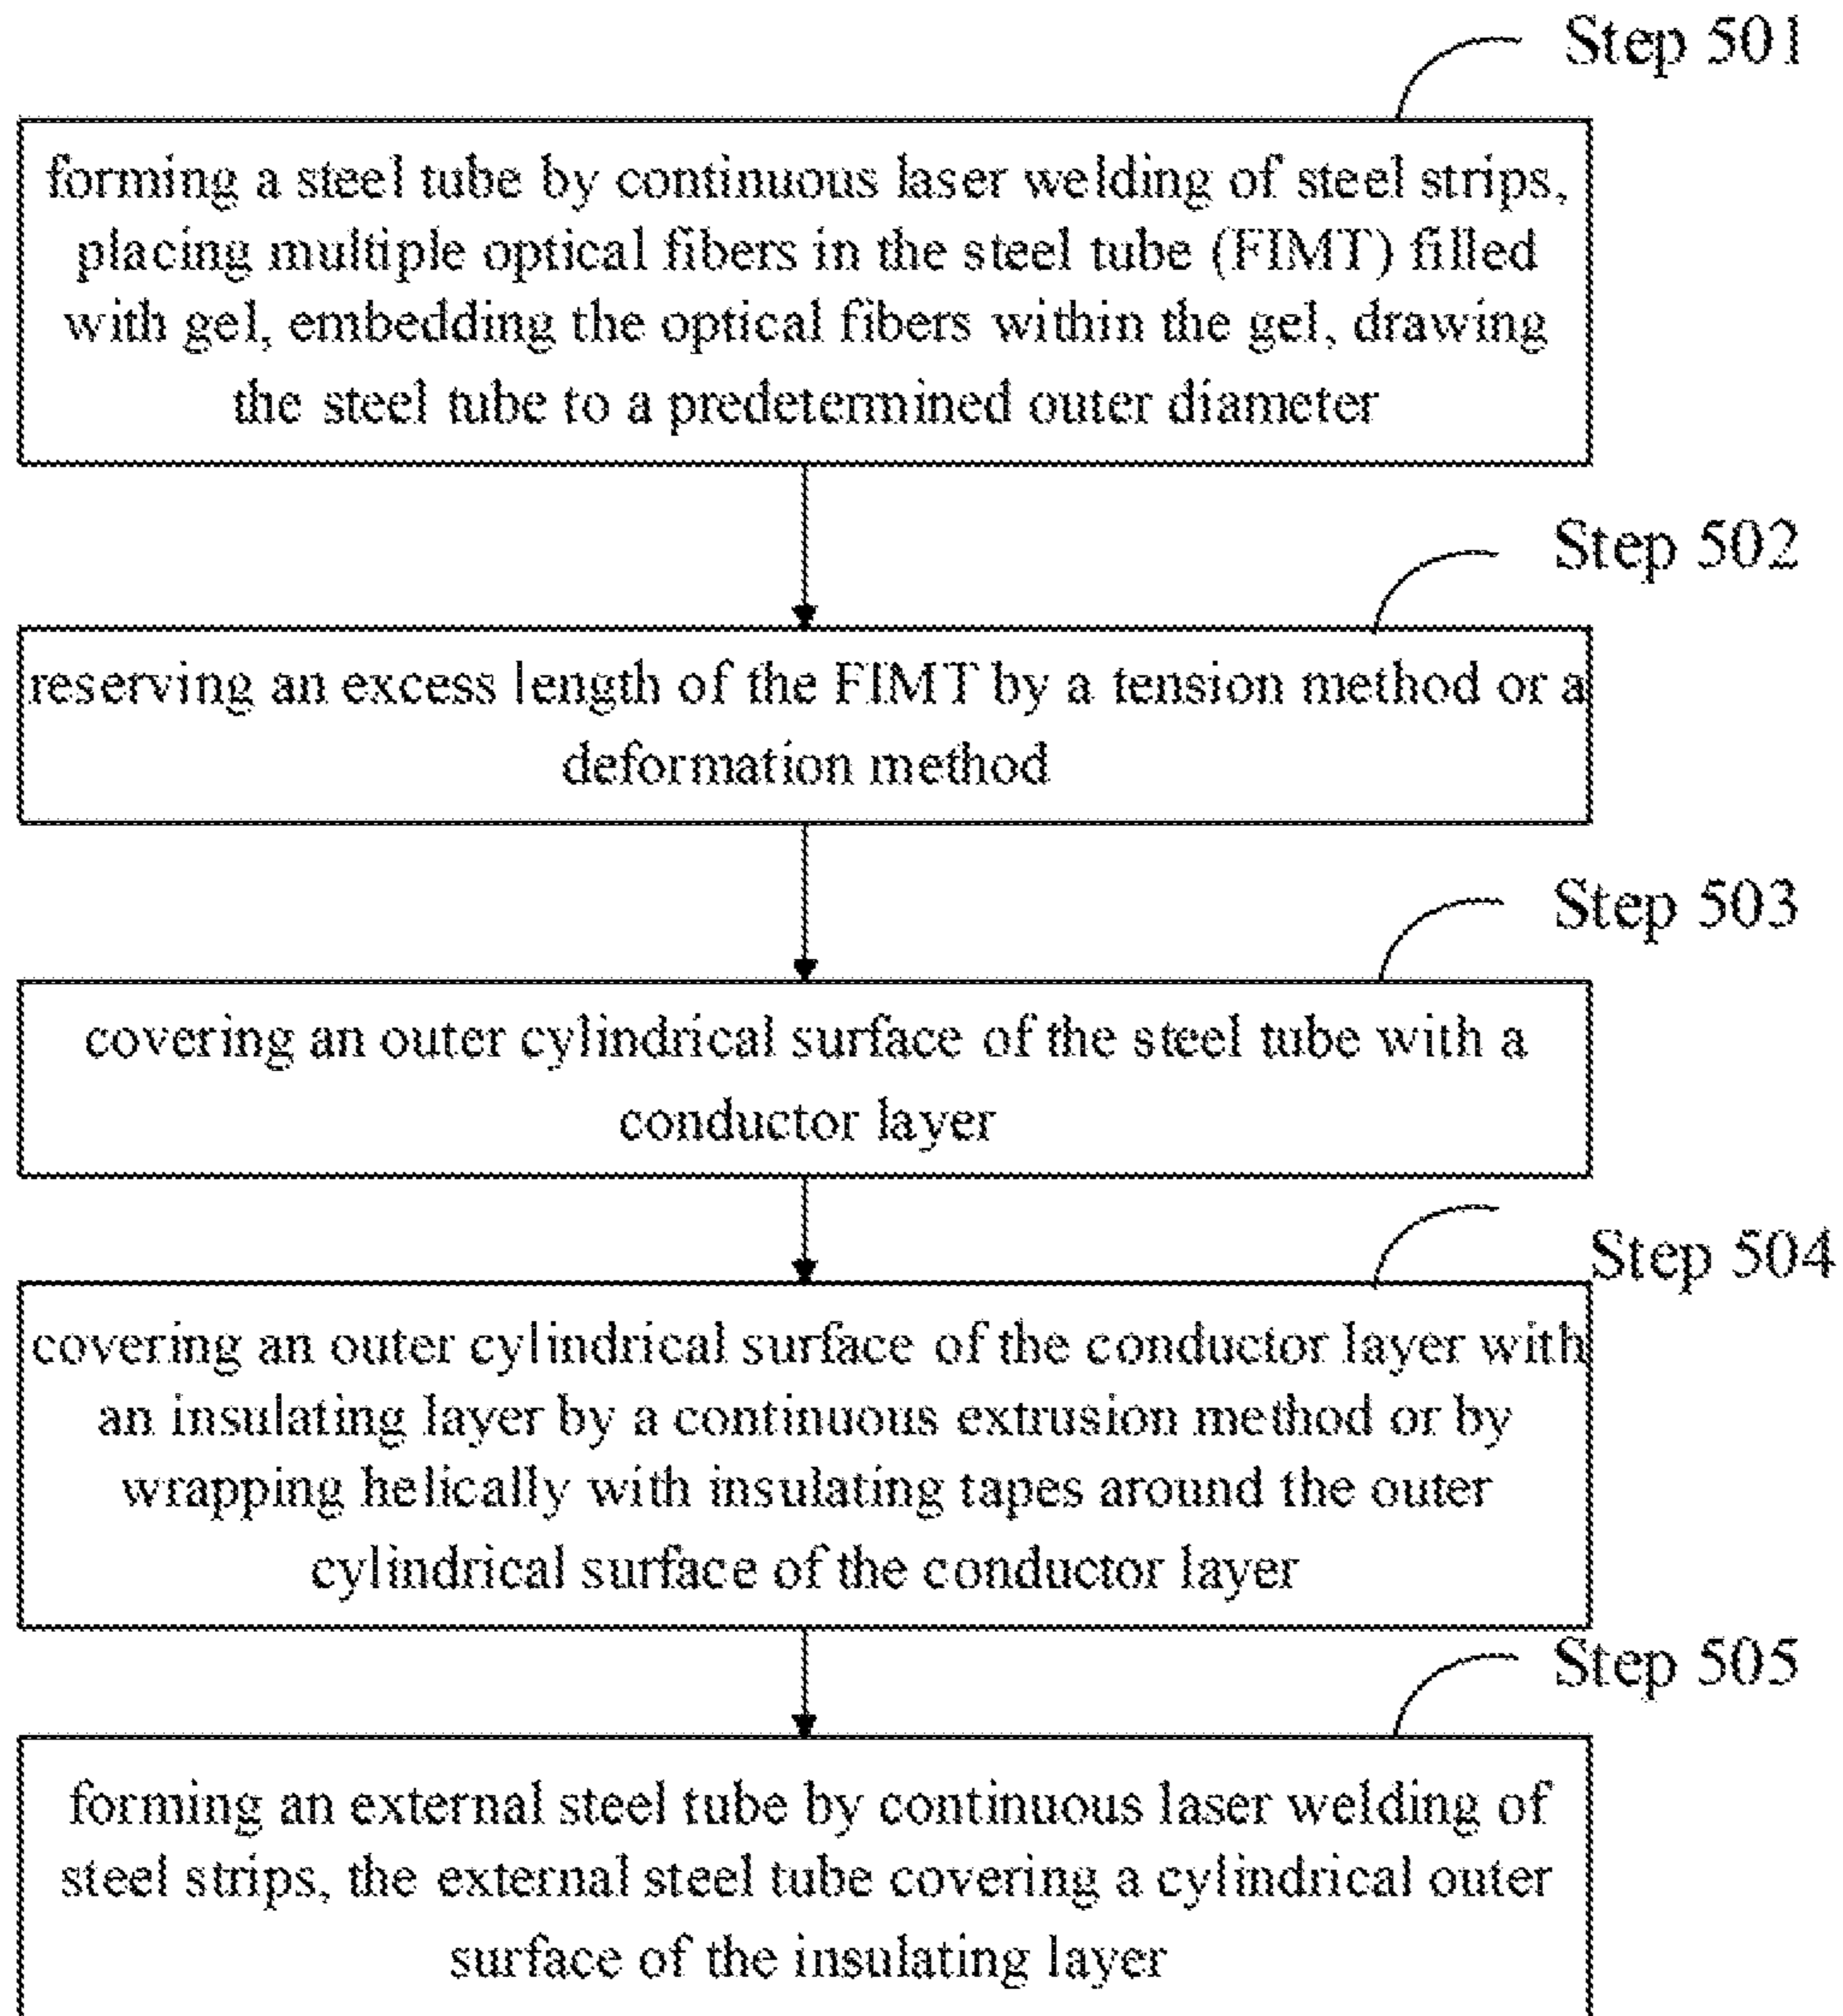 Step 501
forming a steel tube by continuous laser welding of steel strips,
placing multiple optical fibers in the steel tube (FIMT) filled
with gel, embedding the optical fibers within the gel, drawing
the steel tube to a predetermined outer diameter
Step 502
reserving an excess length of the FIMT by a tension method or a
deformation method
Step 503
covering an outer cylindrical surface of the steel tube with a
conductor layer
Step 504
covering an outer cylindrical surface of the conductor layer with
an insulating layer by a continuous extrusion method or by
wrapping helically with insulating tapes around the outer
cylindrical surface of the conductor layer
Step 505
forming an external steel tube by continuous laser welding of
steel strips, the external steel tube covering a cylindrical outer
surface of the insulating layer